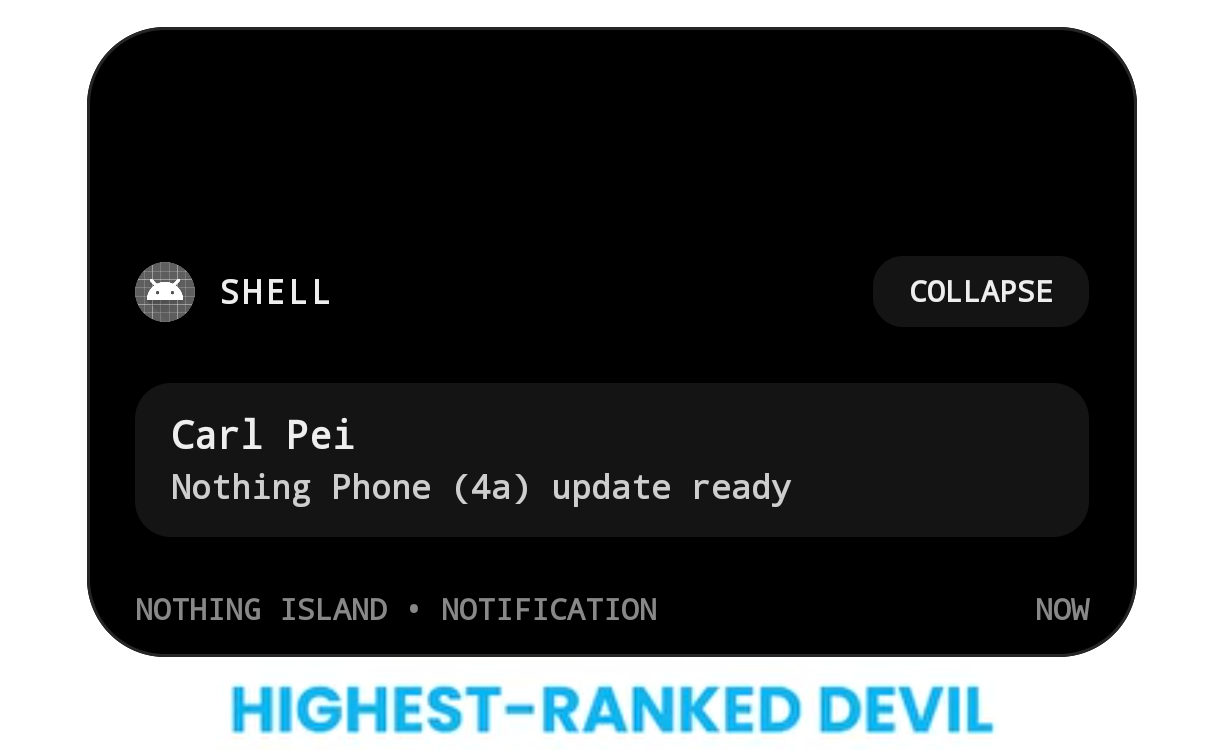 SHELL
COLLAPSE
Carl Pei
Nothing Phone (4a) update ready
NOTHING ISLAND • NOTIFICATION
NOW
HIGHEST-RANKED DEVIL